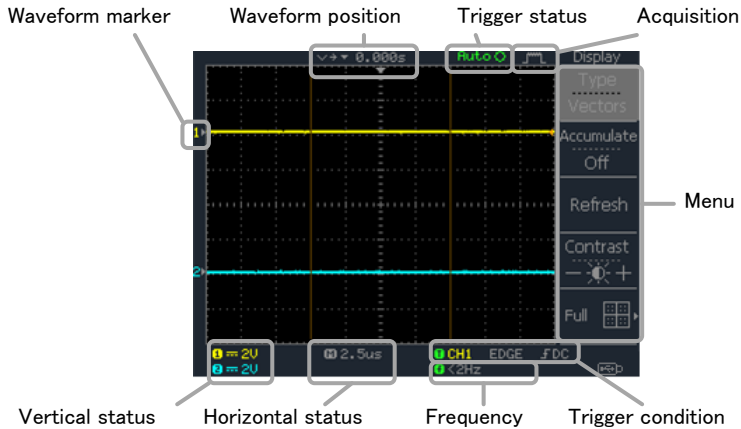 Waveform marker Waveform position Trigger status Acquisition
0.000s Auto Display
Type
Vectors
1
Accumulate
Off
Refresh
Menu
Contrast
2
Full
1 2V M 2.5us T CH1 EDGE DC
2 2V f <2Hz
Vertical status Horizontal status Frequency Trigger condition